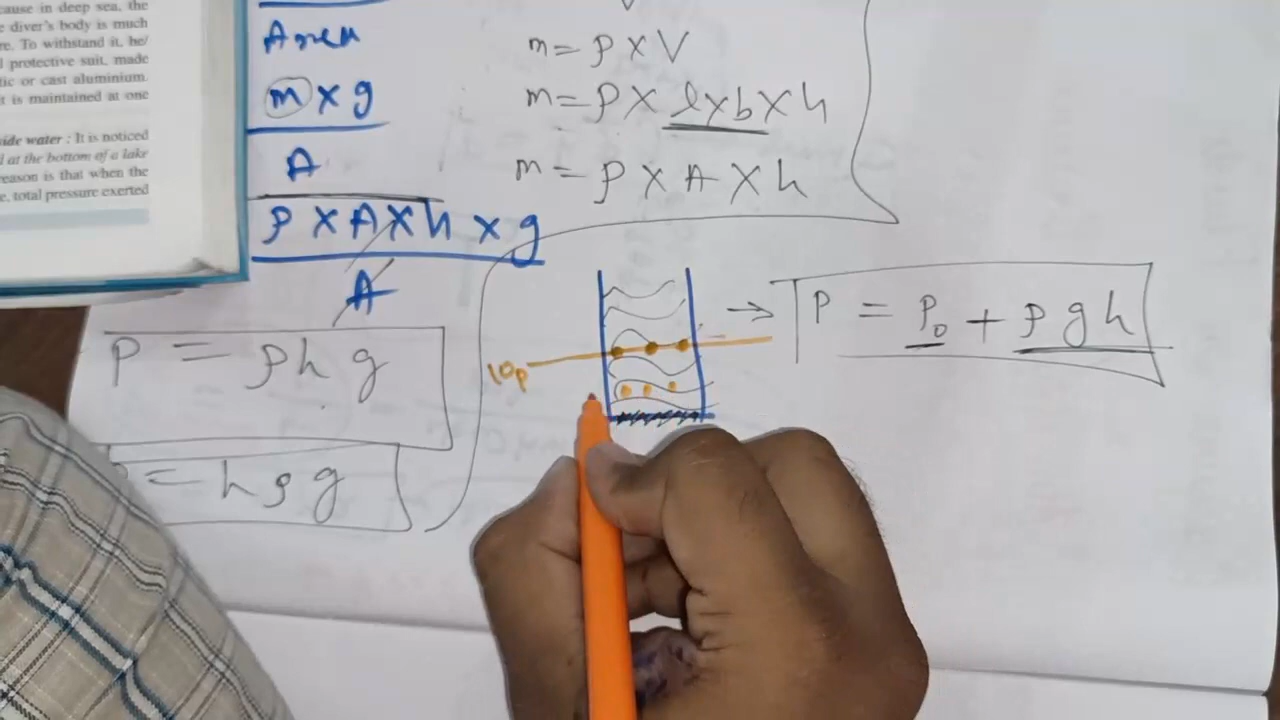 cause in deep sea, the
diver's body is much
re. To withstand it, he/
protective suit, made
tic or cast aluminium.
it is maintained at one
side water : It is noticed
at the bottom of a lake
reason is that when the
e, total pressure exerted
Area
m × g
A
ρ × A × h × g
A
P = ρ h g
= h ρ g
m = ρ × V
m = ρ × l × b × h
m = ρ × A × h
10p
→ P = P₀ + ρ g h